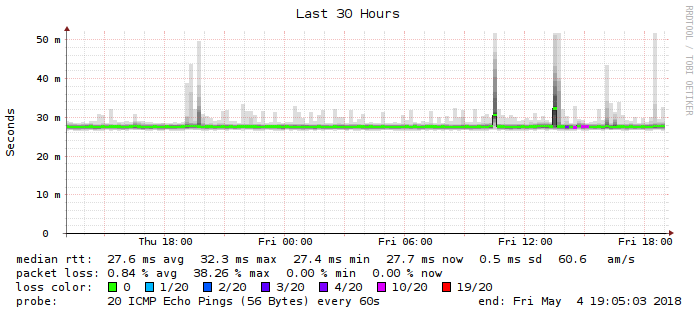 Last 30 Hours
RRDTOOL / TOBI OETIKER
Seconds
50 m
40 m
30 m
20 m
10 m
0
Thu 18:00 Fri 00:00 Fri 06:00 Fri 12:00 Fri 18:00
median rtt: 27.6 ms avg 32.3 ms max 27.4 ms min 27.7 ms now 0.5 ms sd 60.6 am/s
packet loss: 0.84 % avg 38.26 % max 0.00 % min 0.00 % now
loss color: 0 1/20 2/20 3/20 4/20 10/20 19/20
probe: 20 ICMP Echo Pings (56 Bytes) every 60s end: Fri May 4 19:05:03 2018